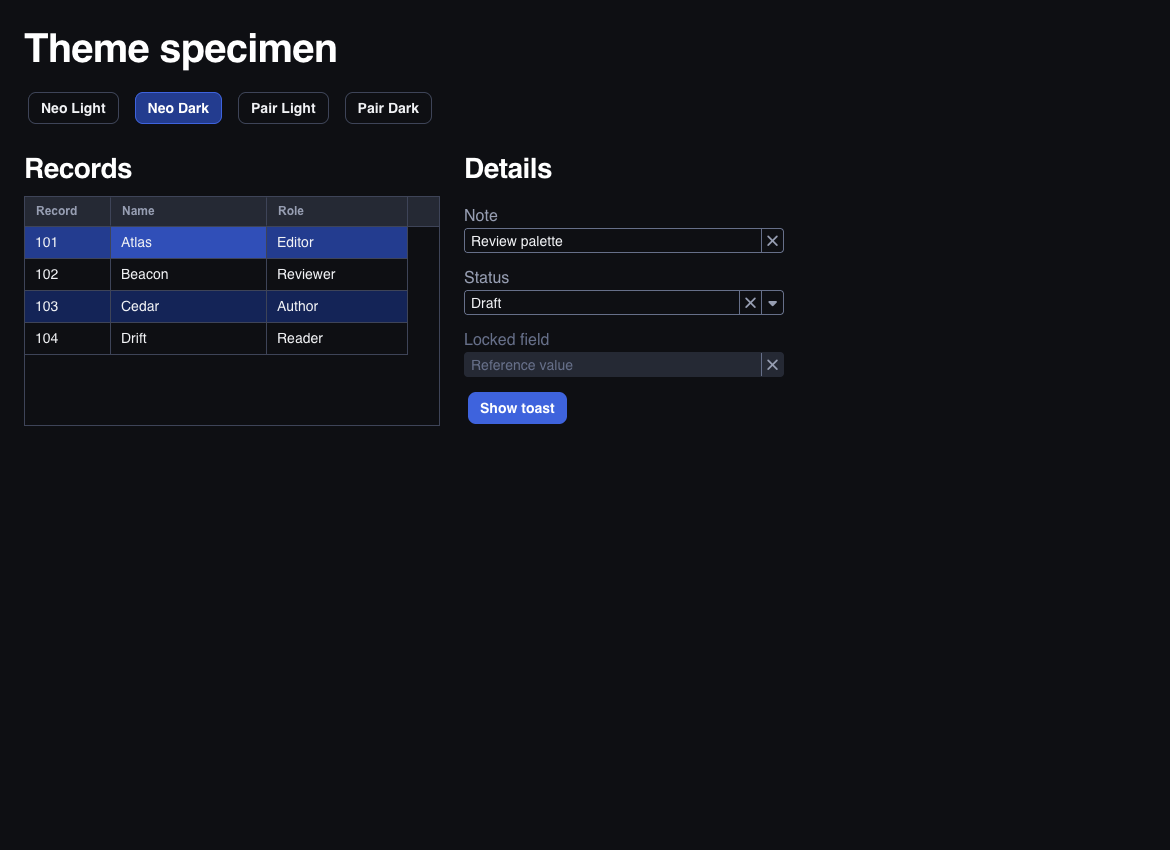 Theme specimen
Neo Light Neo Dark Pair Light Pair Dark
Records
Record Name Role
101 Atlas Editor
102 Beacon Reviewer
103 Cedar Author
104 Drift Reader
Details
Note
Review palette
Status
Draft
Locked field
Reference value
Show toast